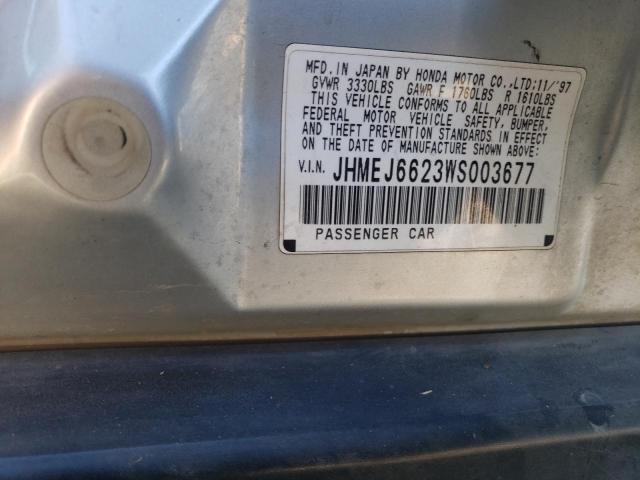 MFD. IN JAPAN BY HONDA MOTOR CO., LTD: 11/'97
GVWR 3330LBS GAWR F 1760LBS R 1610LBS
THIS VEHICLE CONFORMS TO ALL APPLICABLE
FEDERAL MOTOR VEHICLE SAFETY, BUMPER,
AND THEFT PREVENTION STANDARDS IN EFFECT
ON THE DATE OF MANUFACTURE SHOWN ABOVE:
V.I.N. JHMEJ6623WS003677
PASSENGER CAR